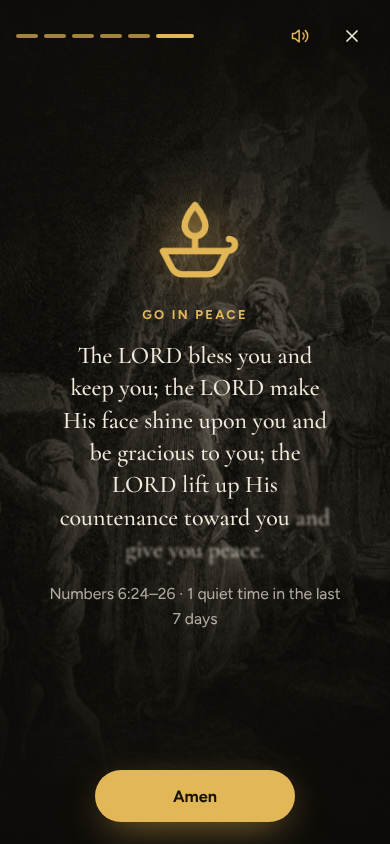 GO IN PEACE
The LORD bless you and
keep you; the LORD make
His face shine upon you and
be gracious to you; the
LORD lift up His
countenance toward you and
give you peace.
Numbers 6:24–26 · 1 quiet time in the last
7 days
Amen